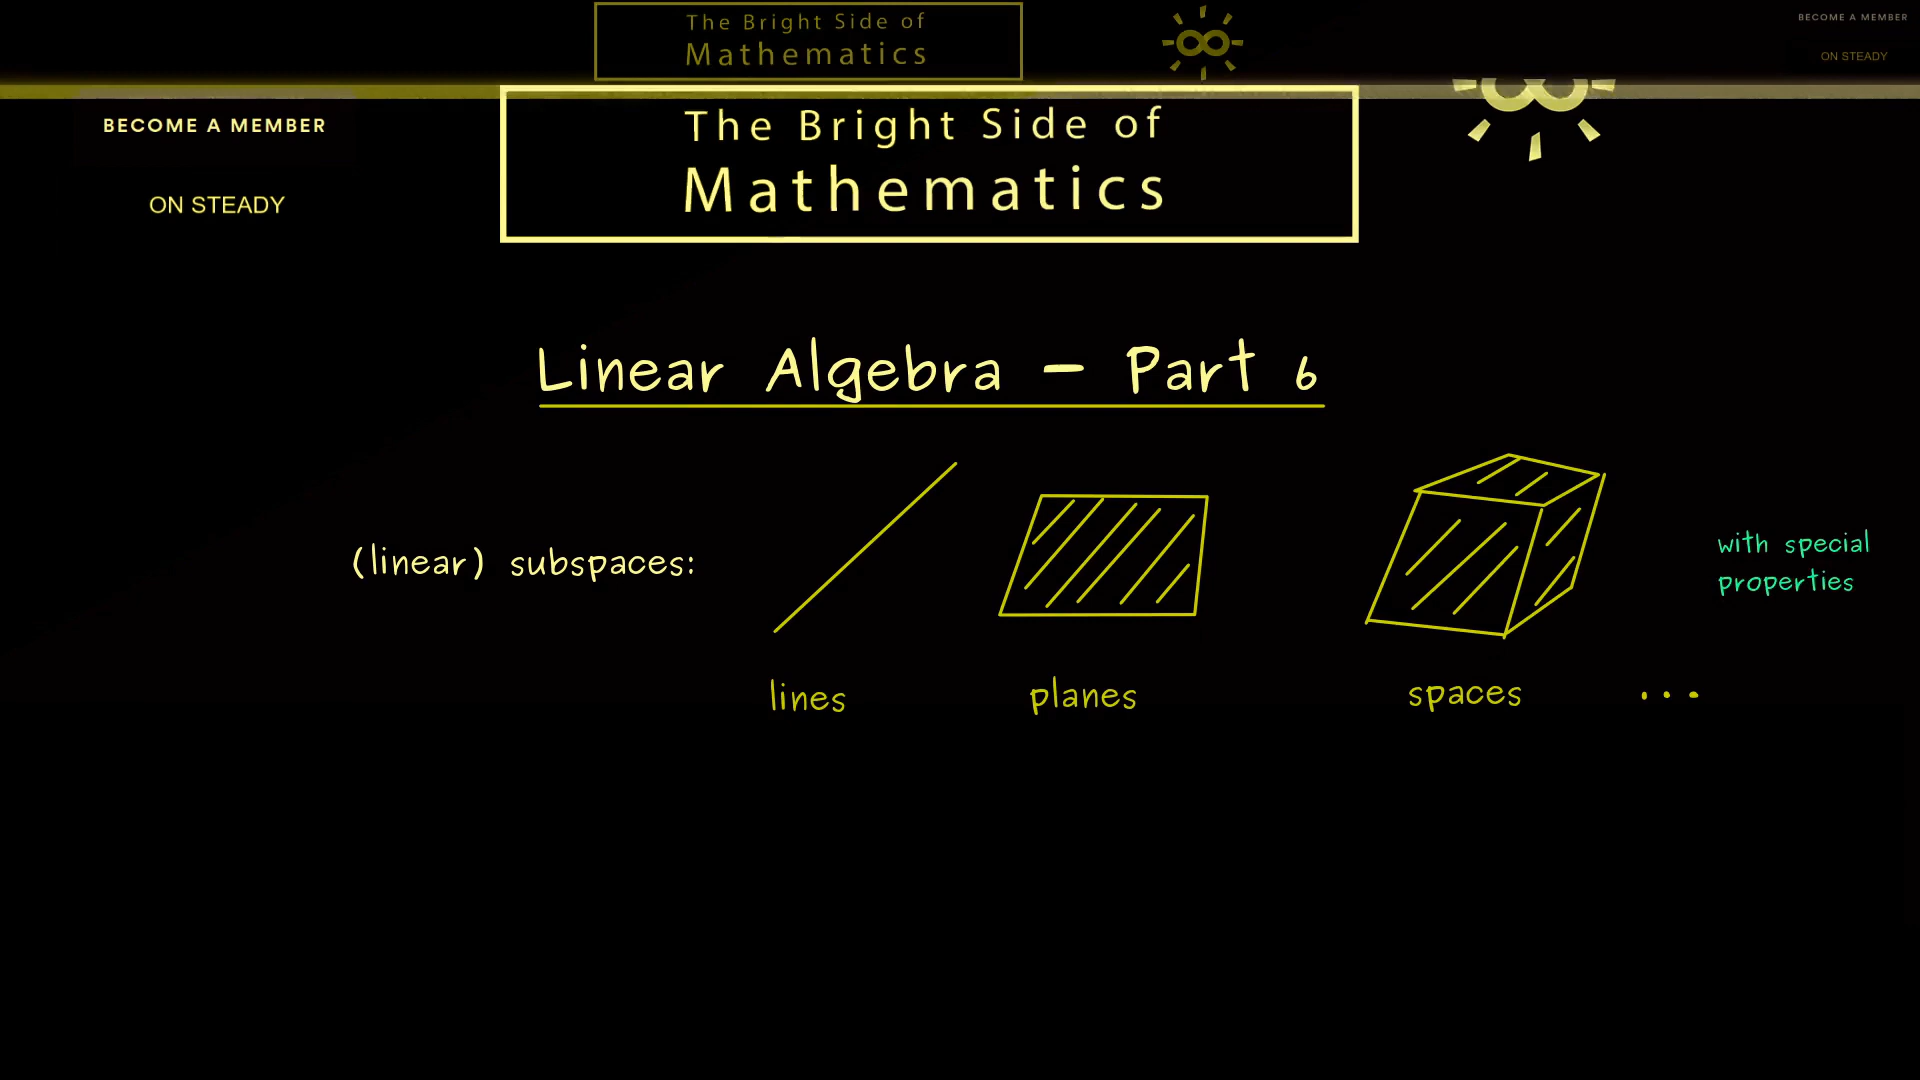 The Bright Side of
Mathematics
BECOME A MEMBER
ON STEADY
BECOME A MEMBER
ON STEADY
The Bright Side of
Mathematics
Linear Algebra – Part 6
(linear) subspaces:
with special
properties
lines planes spaces ...